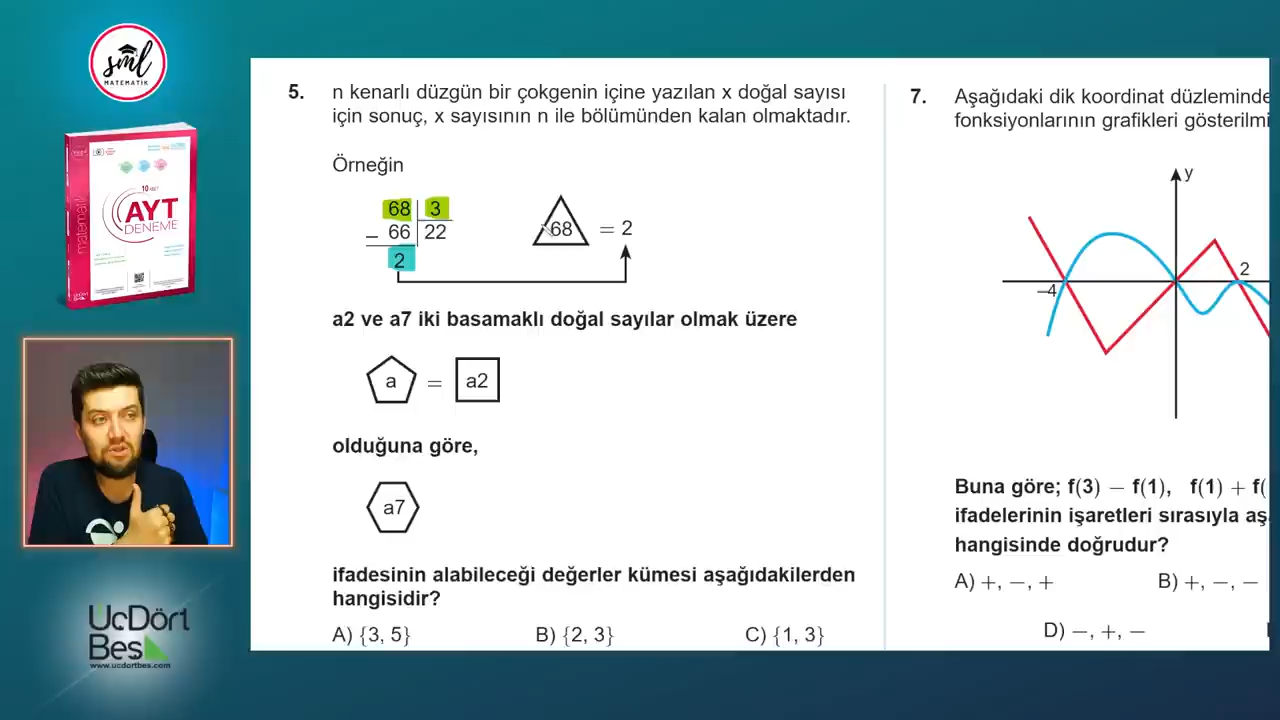 sml
MATEMATİK
AYT
DENEME
matematik
ÜçDört
Beş
www.ucdortbes.com
5. n kenarlı düzgün bir çokgenin içine yazılan x doğal sayısı
için sonuç, x sayısının n ile bölümünden kalan olmaktadır.
Örneğin
68 3
– 66 22
2
68 = 2
a2 ve a7 iki basamaklı doğal sayılar olmak üzere
a = a2
olduğuna göre,
a7
ifadesinin alabileceği değerler kümesi aşağıdakilerden
hangisidir?
A) {3, 5} B) {2, 3} C) {1, 3}
7. Aşağıdaki dik koordinat düzleminde
fonksiyonlarının grafikleri gösterilmi
y
2
–4
Buna göre; f(3) – f(1), f(1) + f(
ifadelerinin işaretleri sırasıyla aş
hangisinde doğrudur?
A) +, –, + B) +, –, –
D) –, +, –